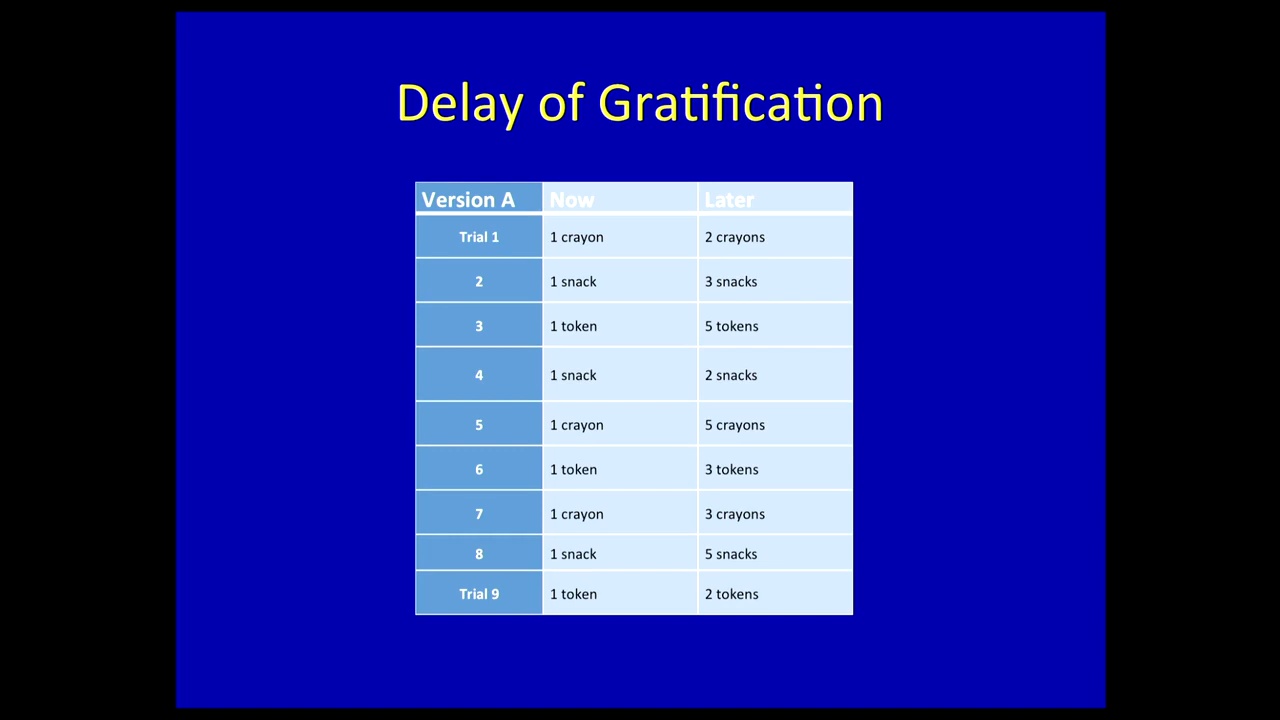 Delay of Gratification
Version A Now Later
Trial 1 1 crayon 2 crayons
2 1 snack 3 snacks
3 1 token 5 tokens
4 1 snack 2 snacks
5 1 crayon 5 crayons
6 1 token 3 tokens
7 1 crayon 3 crayons
8 1 snack 5 snacks
Trial 9 1 token 2 tokens